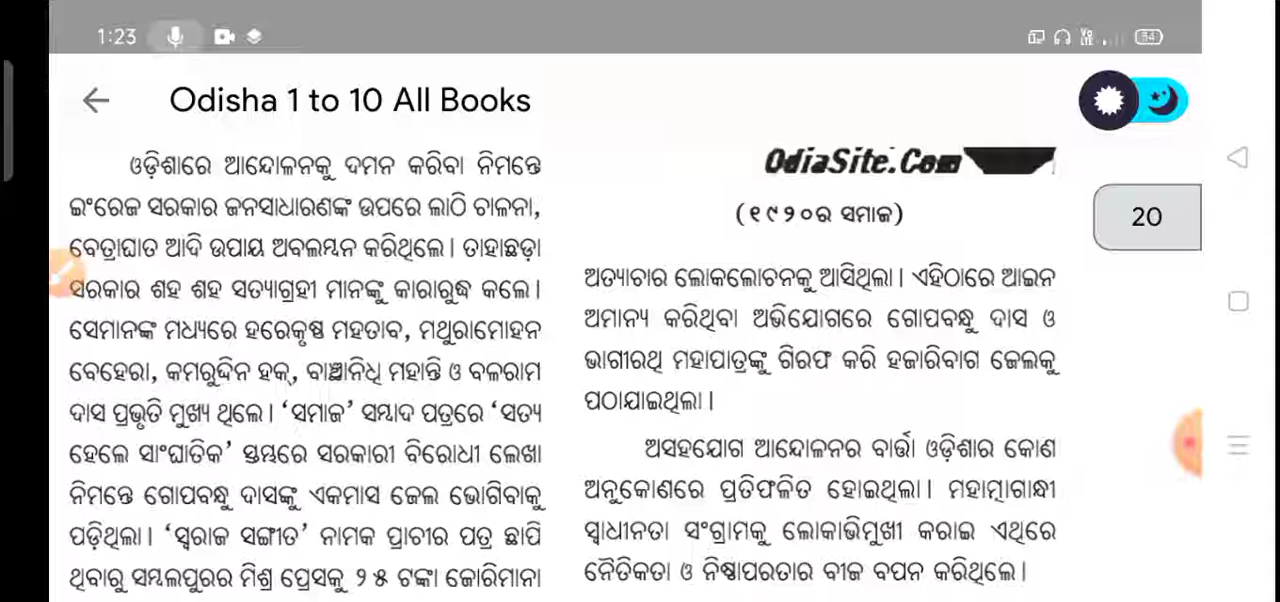 1:23
54
Odisha 1 to 10 All Books
ଓଡ଼ିଶାରେ ଆନ୍ଦୋଳନକୁ ଦମନ କରିବା ନିମନ୍ତେ
ଇଂରେଜ ସରକାର ଜନସାଧାରଣଙ୍କ ଉପରେ ଲାଠି ଚାଳନା,
ବେତ୍ରାଘାତ ଆଦି ଉପାୟ ଅବଲମ୍ବନ କରିଥିଲେ। ତାହାଛଡ଼ା
ସରକାର ଶହ ଶହ ସତ୍ୟାଗ୍ରହୀ ମାନଙ୍କୁ କାରାରୁଦ୍ଧ କଲେ।
ସେମାନଙ୍କ ମଧ୍ୟରେ ହରେକୃଷ୍ଣ ମହତାବ, ମଥୁରାମୋହନ
ବେହେରା, କମରୁଦ୍ଦିନ ହକ୍, ବାଞ୍ଛାନିଧି ମହାନ୍ତି ଓ ବଳରାମ
ଦାସ ପ୍ରଭୃତି ମୁଖ୍ୟ ଥିଲେ। ‘ସମାଜ’ ସମ୍ବାଦ ପତ୍ରରେ ‘ସତ୍ୟ
ହେଲେ ସାଂଘାତିକ’ ସ୍ତମ୍ଭରେ ସରକାରୀ ବିରୋଧୀ ଲେଖା
ନିମନ୍ତେ ଗୋପବନ୍ଧୁ ଦାସଙ୍କୁ ଏକମାସ ଜେଲ ଭୋଗିବାକୁ
ପଡ଼ିଥିଲା। ‘ସ୍ୱରାଜ ସଙ୍ଗୀତ’ ନାମକ ପ୍ରାଚୀର ପତ୍ର ଛାପି
ଥିବାରୁ ସମ୍ବଲପୁରର ମିଶ୍ର ପ୍ରେସକୁ ୨୫ ଟଙ୍କା ଜୋରିମାନା
OdiaSite.Com
(୧୯୨୦ର ସମାଜ)
ଅତ୍ୟାଚାର ଲୋକଲୋଚନକୁ ଆସିଥିଲା। ଏହିଠାରେ ଆଇନ
ଅମାନ୍ୟ କରିଥିବା ଅଭିଯୋଗରେ ଗୋପବନ୍ଧୁ ଦାସ ଓ
ଭାଗୀରଥି ମହାପାତ୍ରଙ୍କୁ ଗିରଫ କରି ହଜାରିବାଗ ଜେଲକୁ
ପଠାଯାଇଥିଲା।
ଅସହଯୋଗ ଆନ୍ଦୋଳନର ବାର୍ତ୍ତା ଓଡ଼ିଶାର କୋଣ
ଅନୁକୋଣରେ ପ୍ରତିଫଳିତ ହୋଇଥିଲା। ମହାତ୍ମାଗାନ୍ଧୀ
ସ୍ୱାଧୀନତା ସଂଗ୍ରାମକୁ ଲୋକାଭିମୁଖୀ କରାଇ ଏଥିରେ
ନୈତିକତା ଓ ନିଷ୍ଠାପରତାର ବୀଜ ବପନ କରିଥିଲେ।
20